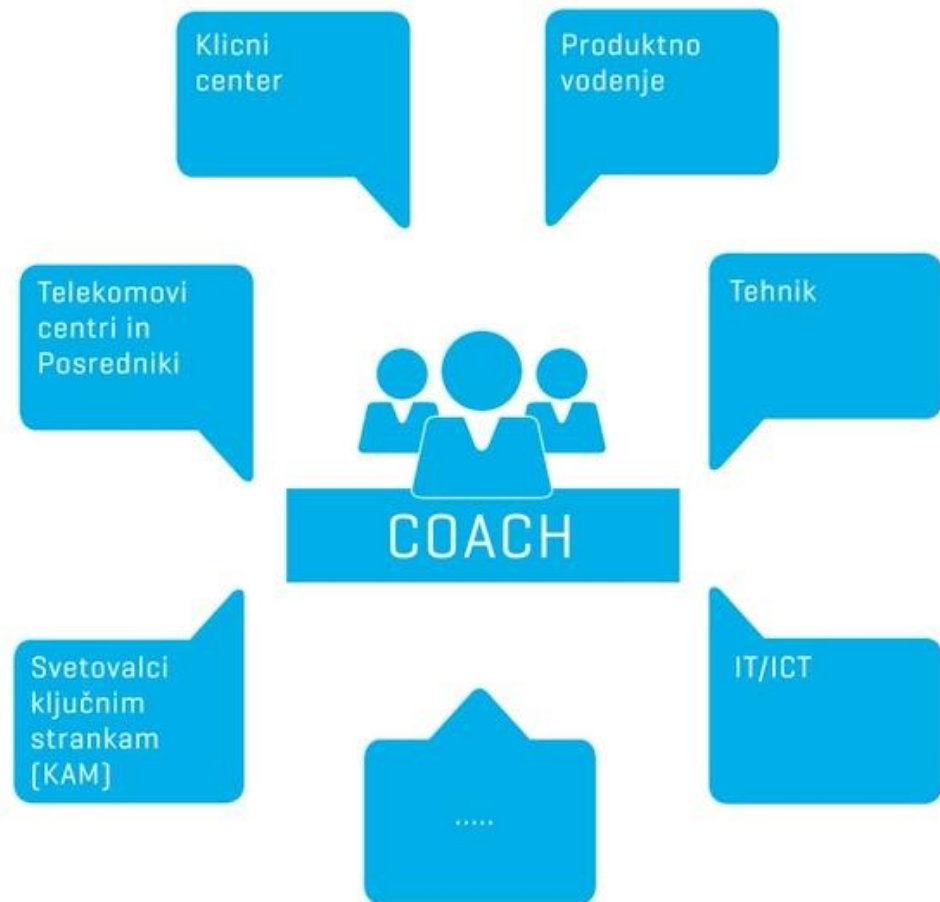 Klicni
center
Produktno
vodenje
Telekomovi
centri in
Posredniki
Tehnik
COACH
Svetovalci
ključnim
strankam
(KAM)
IT/ICT
.....